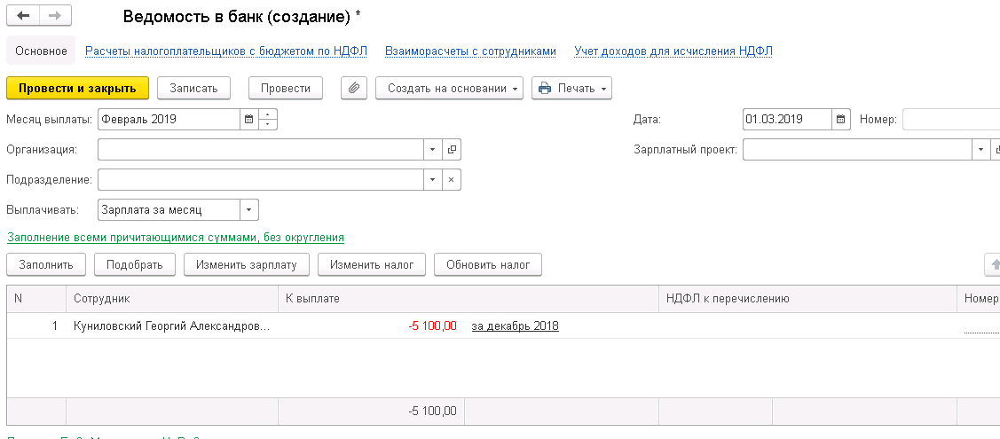 Ведомость в банк (создание) *
Основное Расчеты налогоплательщиков с бюджетом по НДФЛ Взаиморасчеты с сотрудниками Учет доходов для исчисления НДФЛ
Провести и закрыть Записать Провести Создать на основании Печать
Месяц выплаты: Февраль 2019 Дата: 01.03.2019 Номер:
Организация: Зарплатный проект:
Подразделение:
Выплачивать: Зарплата за месяц
Заполнение всеми причитающимися суммами, без округления
Заполнить Подобрать Изменить зарплату Изменить налог Обновить налог
N Сотрудник К выплате НДФЛ к перечислению Номер
1 Куниловский Георгий Александров... -5 100,00 за декабрь 2018
-5 100,00